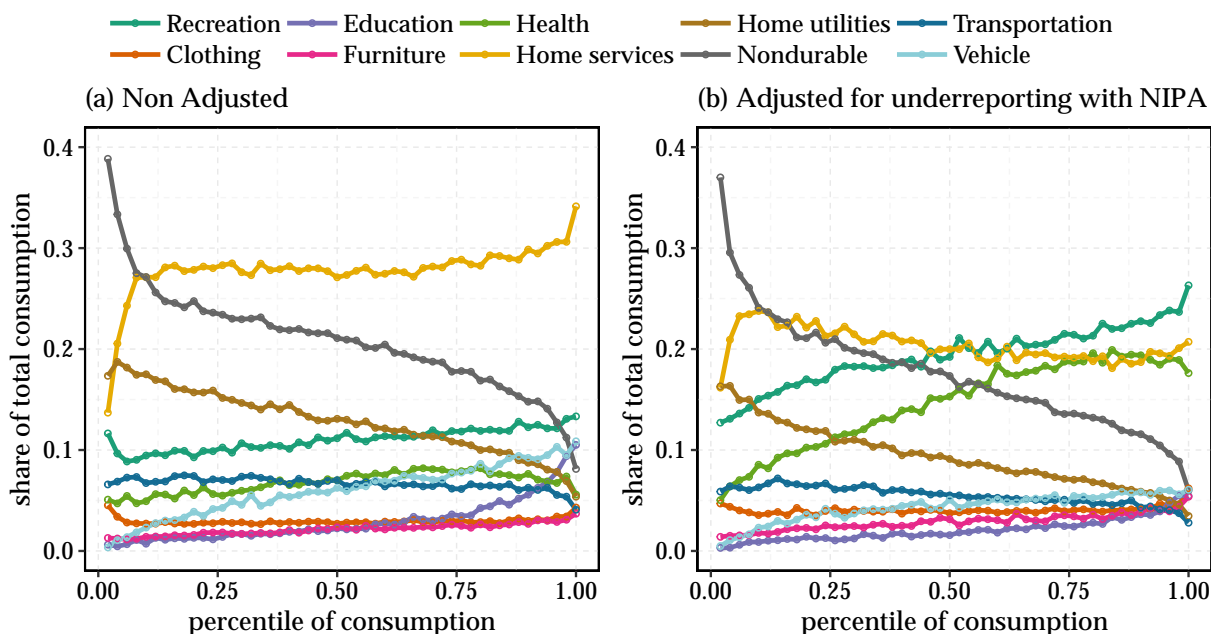 Recreation Education Health Home utilities Transportation
Clothing Furniture Home services Nondurable Vehicle
(a) Non Adjusted
(b) Adjusted for underreporting with NIPA
share of total consumption
0.4
0.3
0.2
0.1
0.0
0.00 0.25 0.50 0.75 1.00
percentile of consumption
share of total consumption
0.4
0.3
0.2
0.1
0.0
0.00 0.25 0.50 0.75 1.00
percentile of consumption